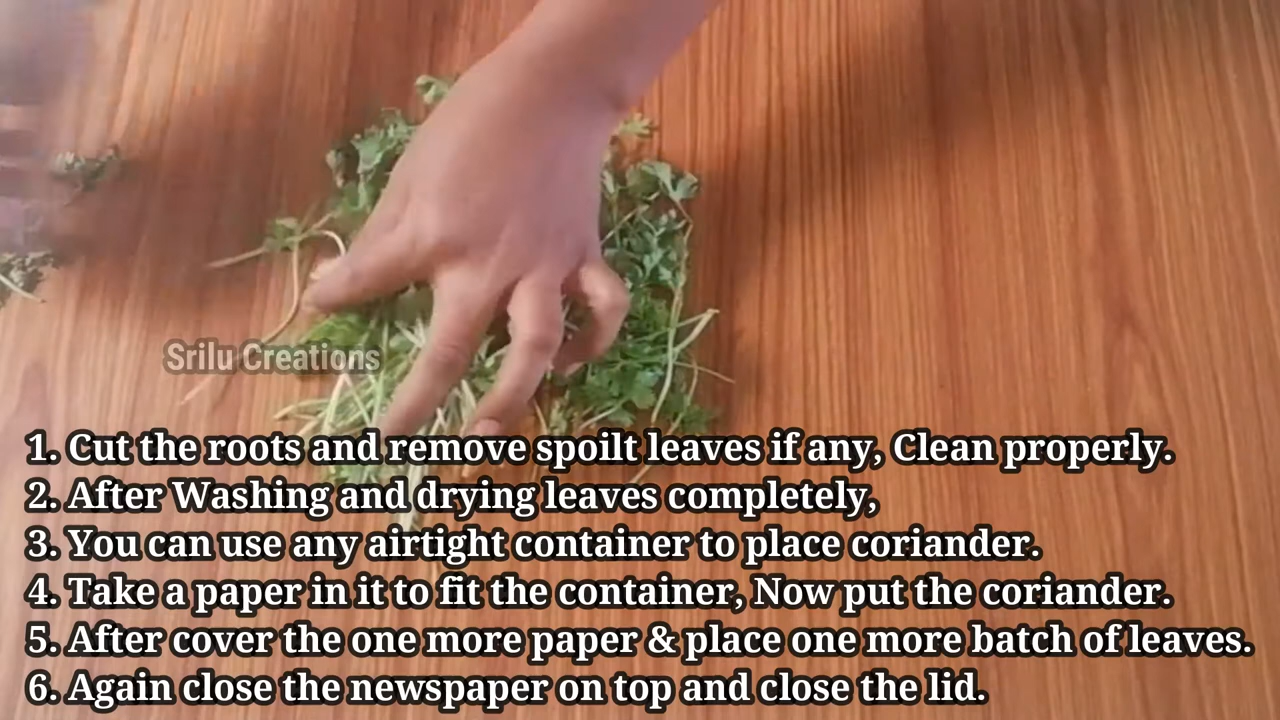 Srilu Creations
1. Cut the roots and remove spoilt leaves if any, Clean properly.
2. After Washing and drying leaves completely,
3. You can use any airtight container to place coriander.
4. Take a paper in it to fit the container, Now put the coriander.
5. After cover the one more paper & place one more batch of leaves.
6. Again close the newspaper on top and close the lid.